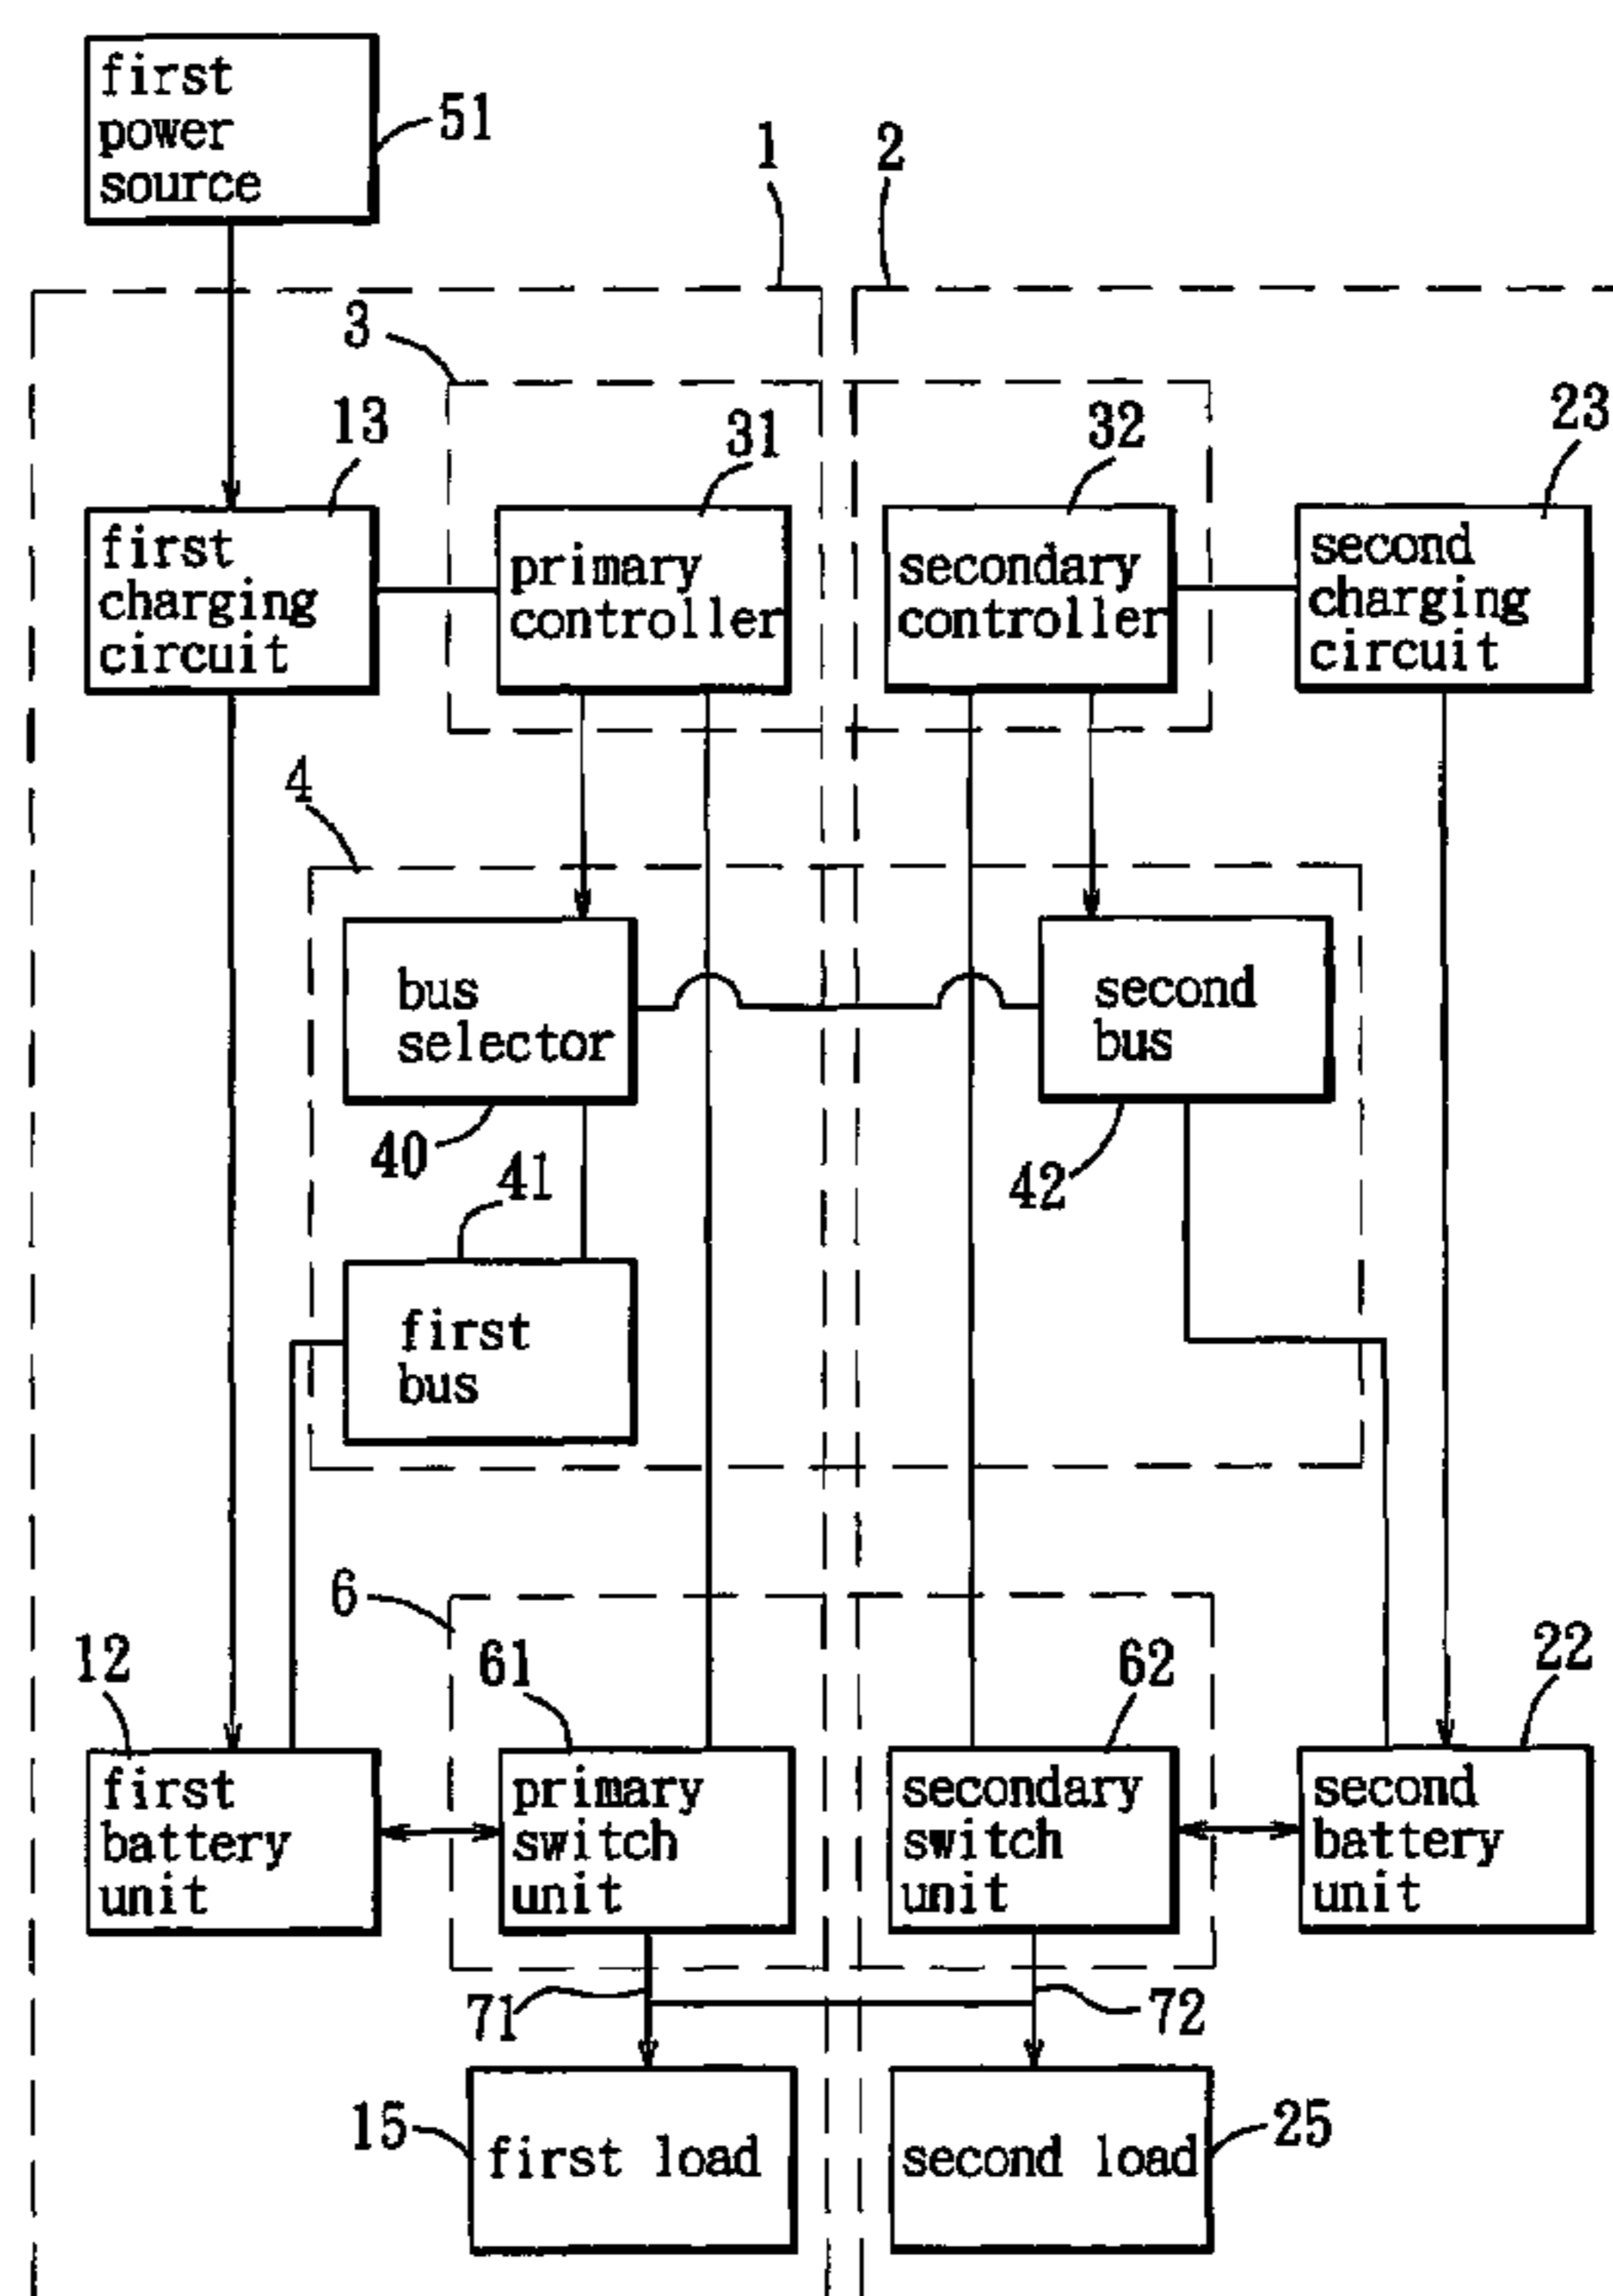 first
power
source
51
1
2
3
13
31
32
23
first
charging
circuit
primary
controller
secondary
controller
second
charging
circuit
4
bus
selector
second
bus
40
41
42
first
bus
6
12
61
62
22
first
battery
unit
primary
switch
unit
secondary
switch
unit
second
battery
unit
71
72
15
first load
second load
25